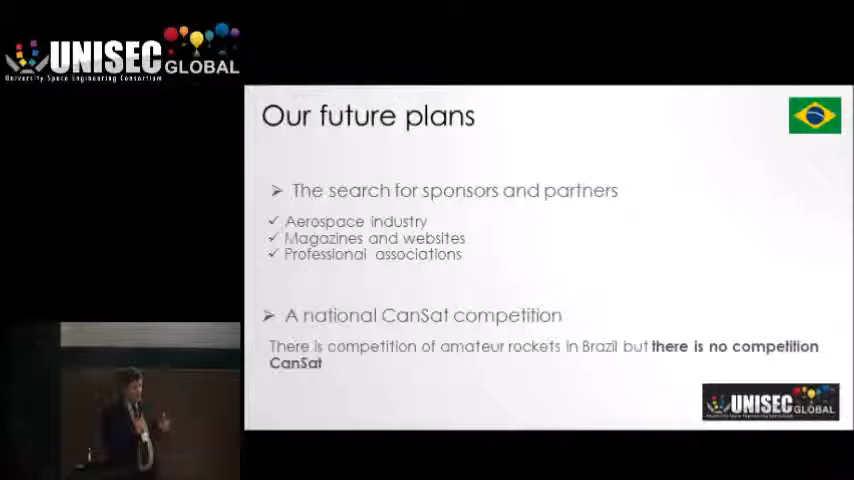 UNISEC
GLOBAL
University Space Engineering Consortium
Our future plans
The search for sponsors and partners
Aerospace industry
Magazines and websites
Professional associations
A national CanSat competition
There is competition of amateur rockets in Brazil but there is no competition
CanSat
UNISEC GLOBAL